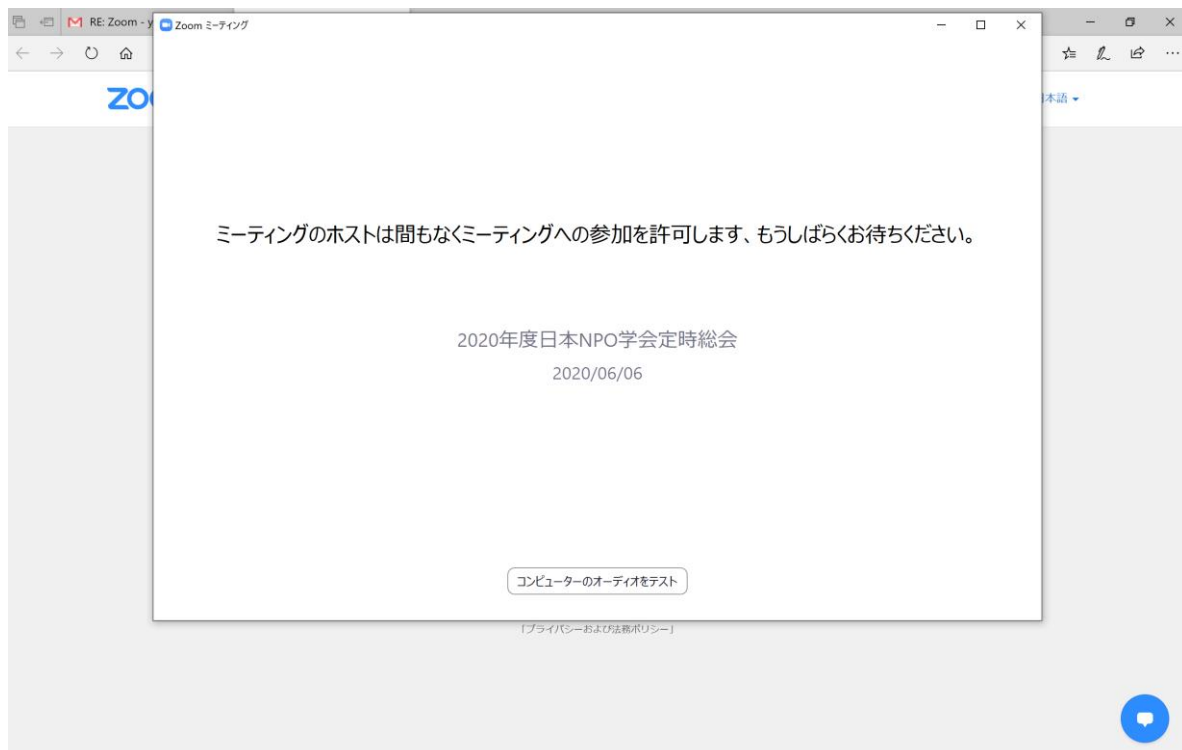 RE: Zoom - y
Zoom ミーティング
ZO
本語
ミーティングのホストは間もなくミーティングへの参加を許可します、もうしばらくお待ちください。
2020年度日本NPO学会定時総会
2020/06/06
コンピューターのオーディオをテスト
「プライバシーおよび法務ポリシー」